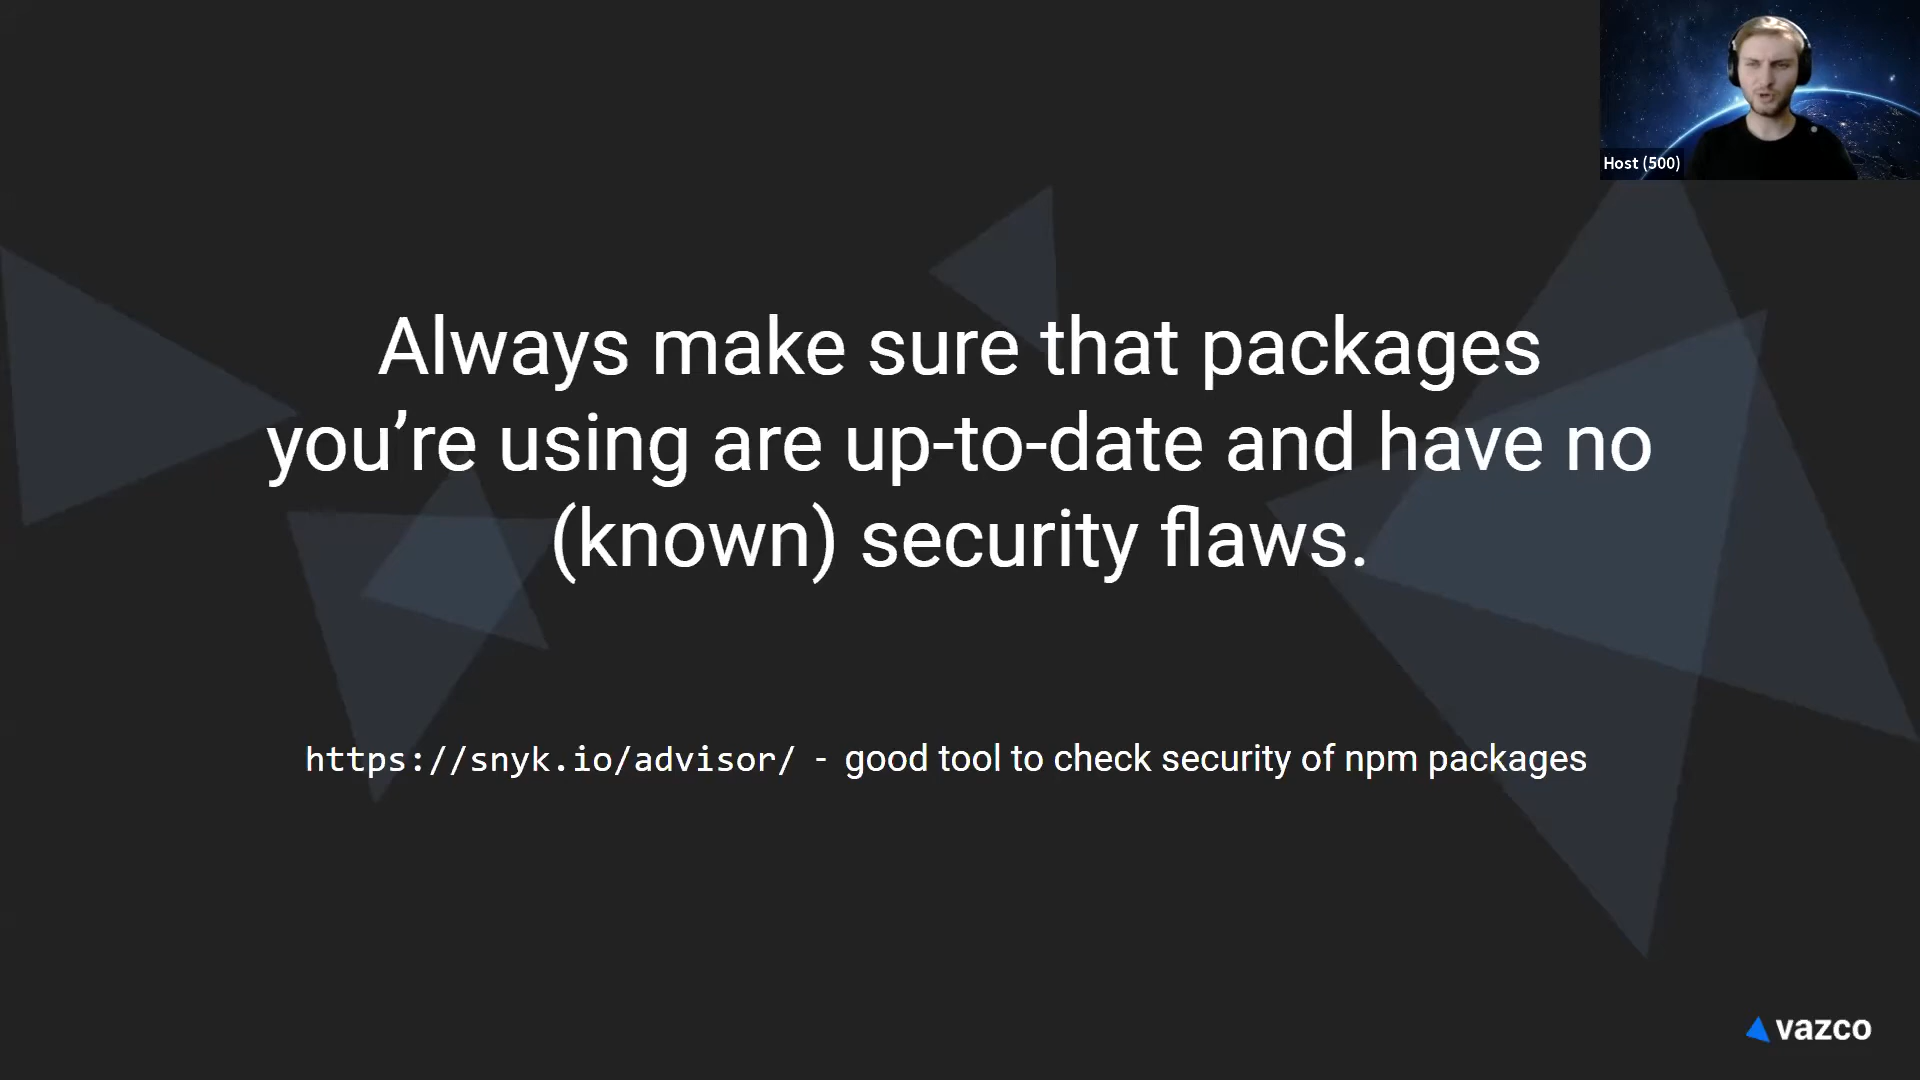 Host (500)
Always make sure that packages
you’re using are up-to-date and have no
(known) security flaws.
https://snyk.io/advisor/ - good tool to check security of npm packages
vazco